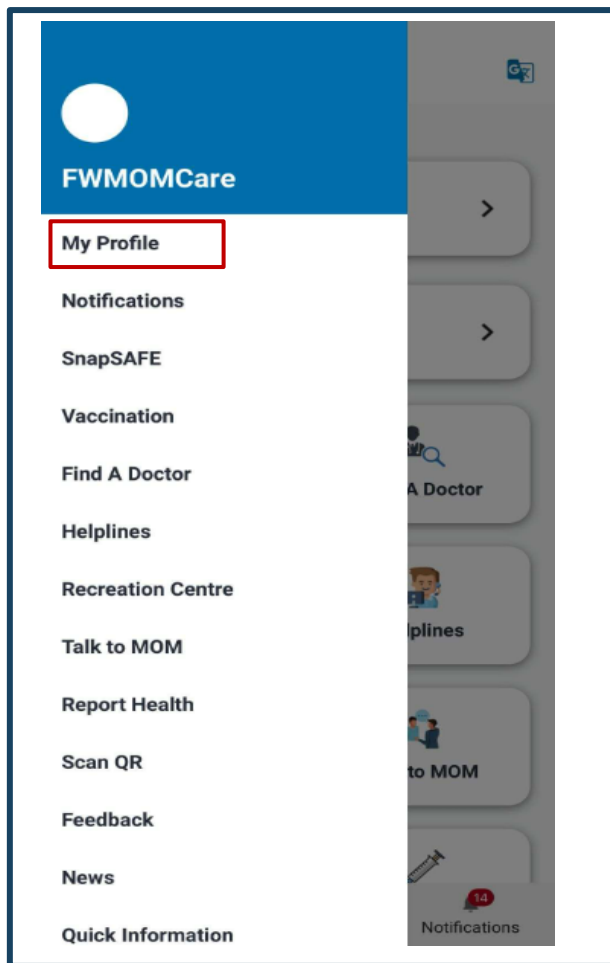 FWMOMCare
My Profile
Notifications
SnapSAFE
Vaccination
Find A Doctor
Helplines
Recreation Centre
Talk to MOM
Report Health
Scan QR
Feedback
News
Quick Information
G
A Doctor
lplines
to MOM
14
Notifications